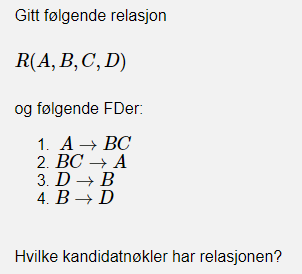 Gitt følgende relasjon
R(A, B, C, D)
og følgende FDer:
1. A → BC
2. BC → A
3. D → B
4. B → D
Hvilke kandidatnøkler har relasjonen?